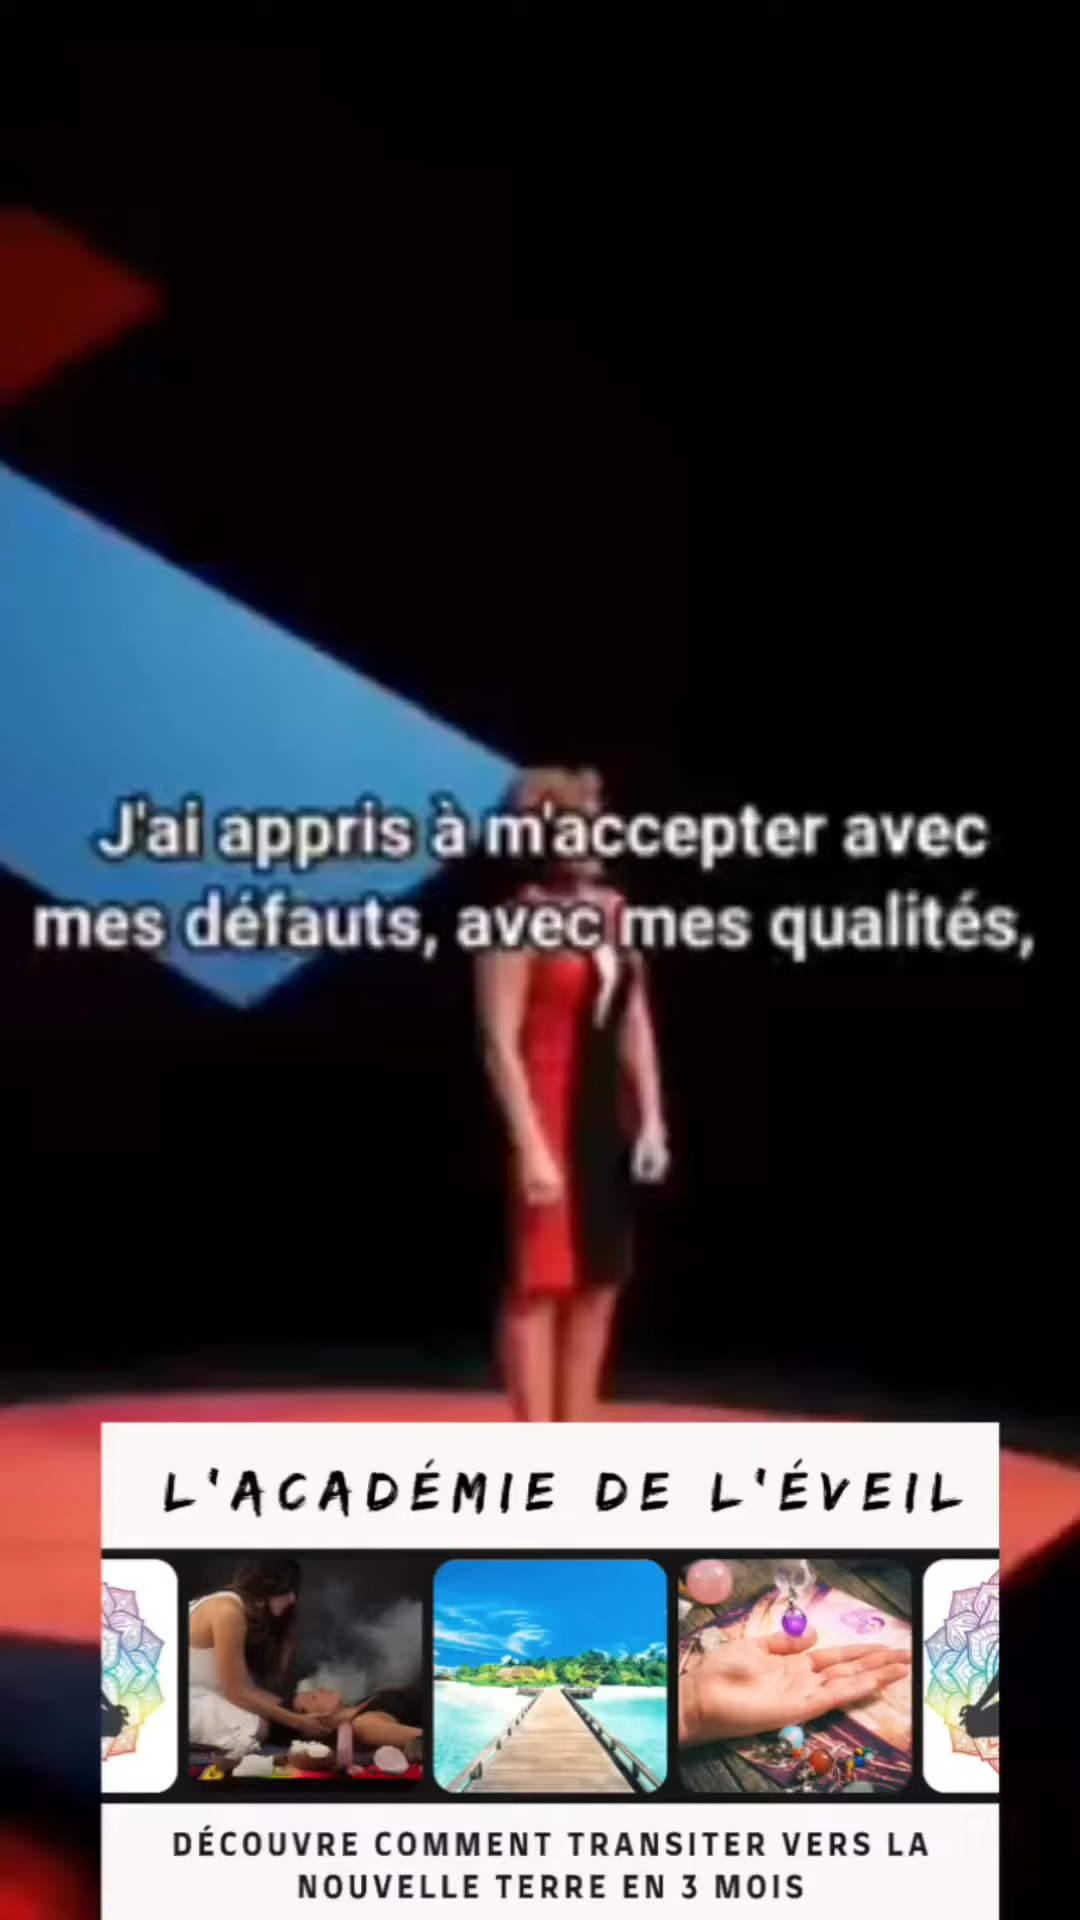 J'ai appris à m'accepter avec
mes défauts, avec mes qualités,
L'ACADÉMIE DE L'ÉVEIL
DÉCOUVRE COMMENT TRANSITER VERS LA
NOUVELLE TERRE EN 3 MOIS